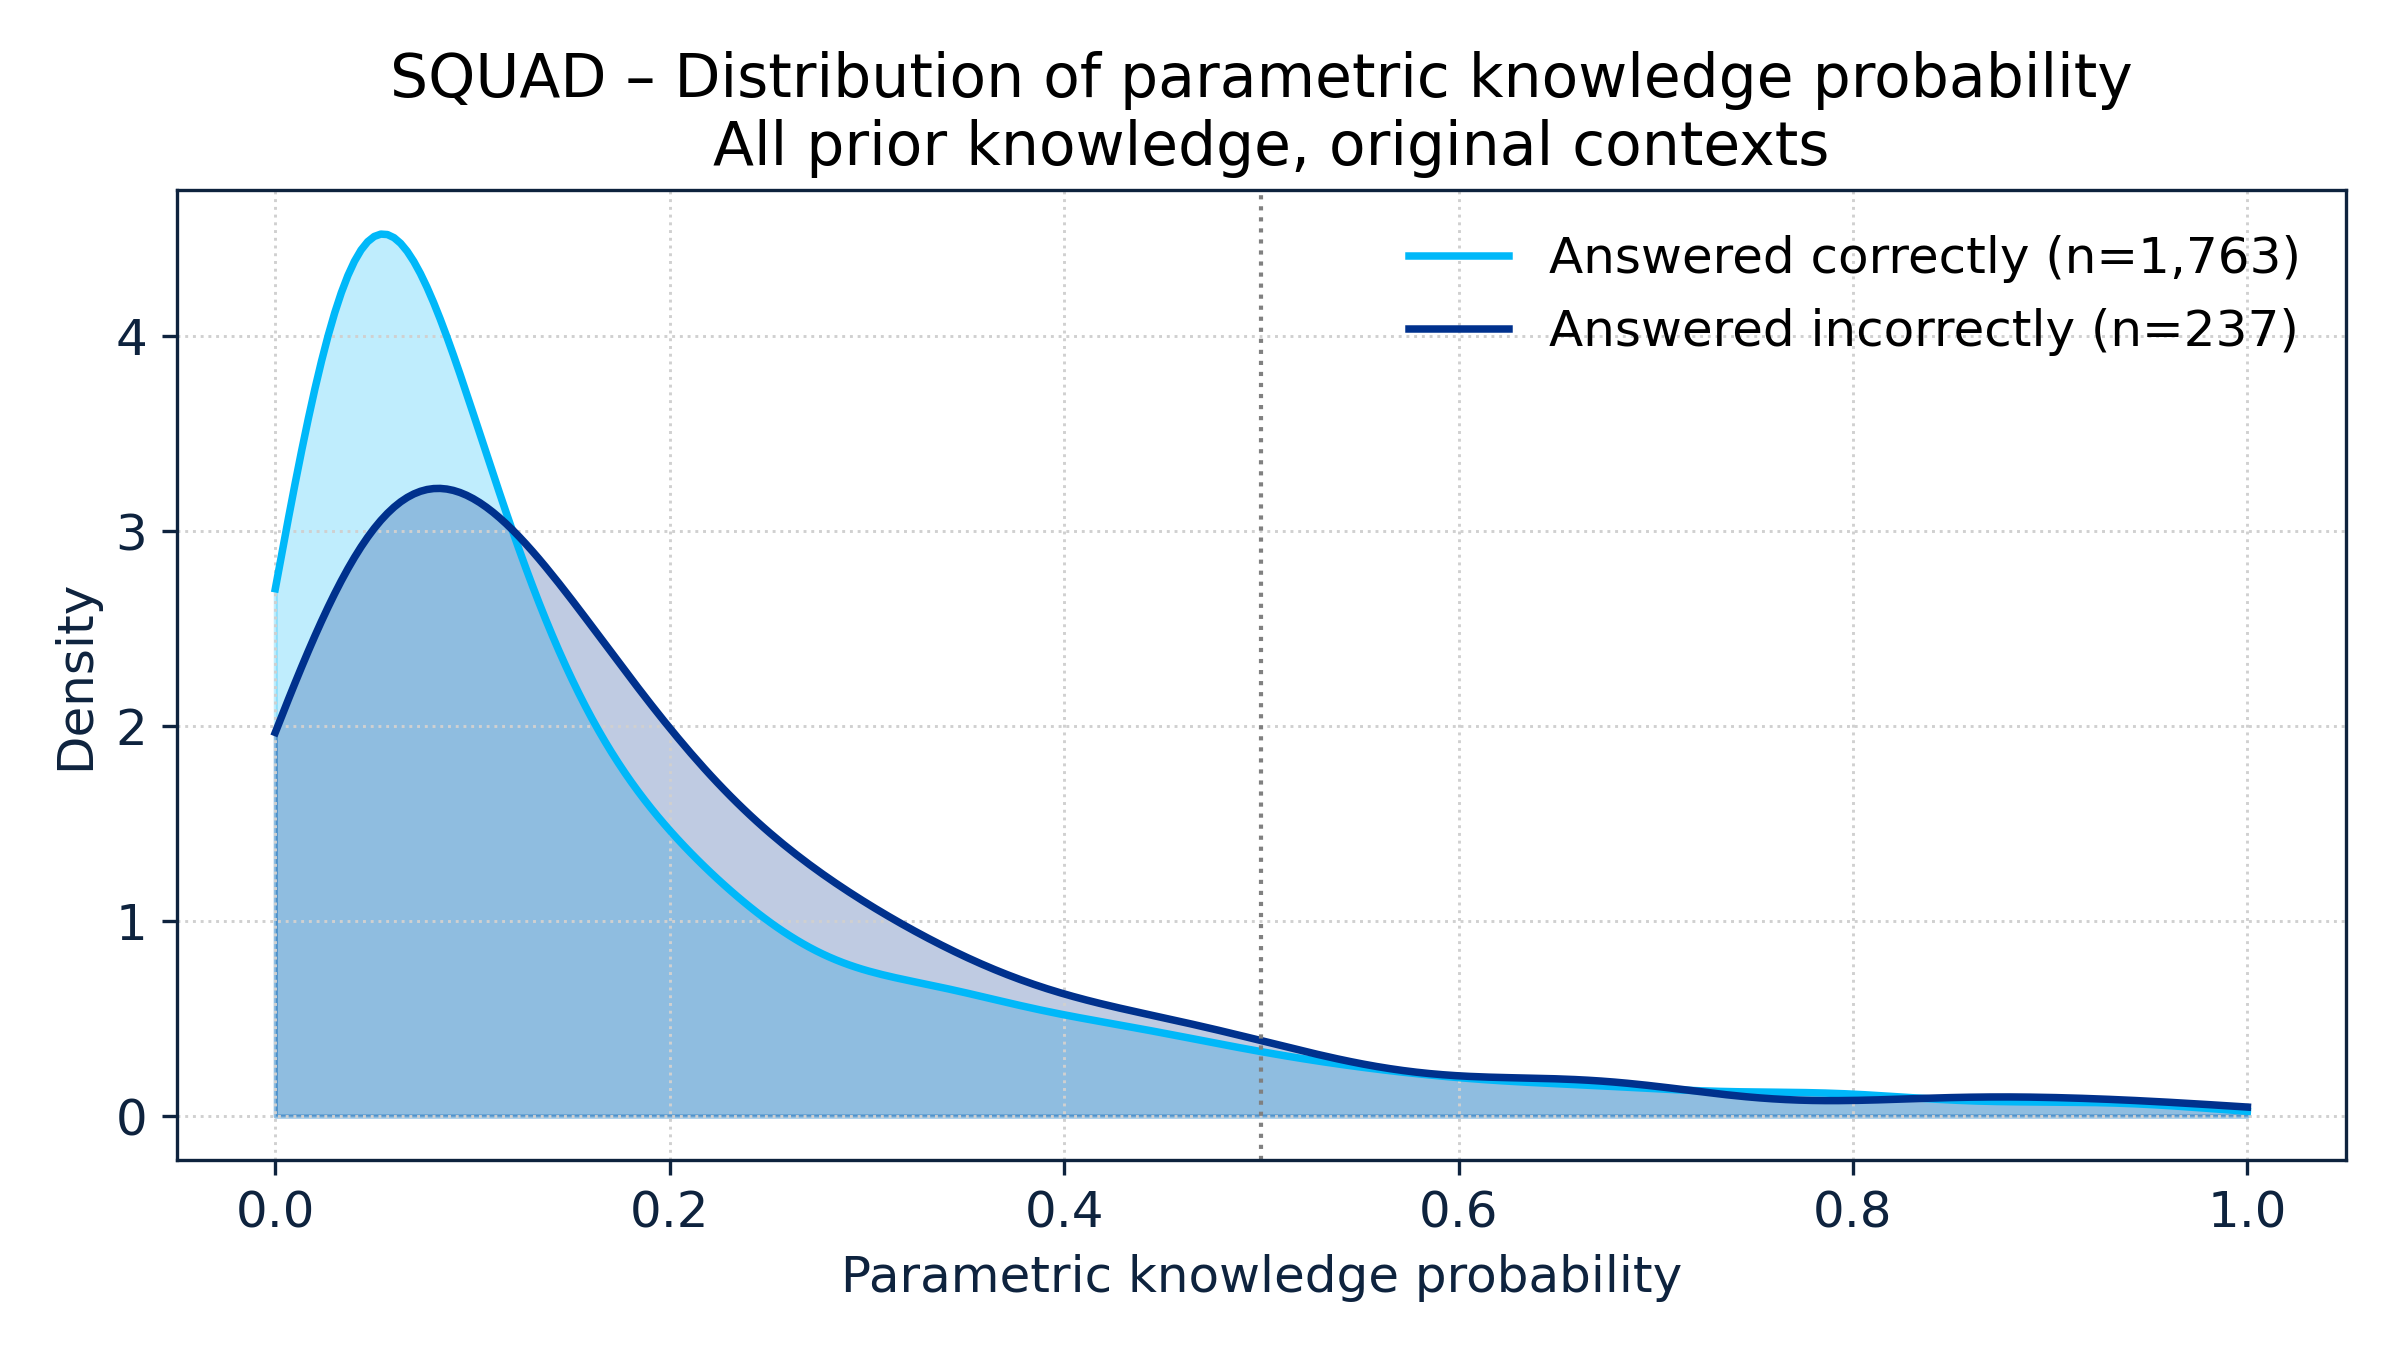 SQUAD – Distribution of parametric knowledge probability
All prior knowledge, original contexts
Answered correctly (n=1,763)
Answered incorrectly (n=237)
Density
4
3
2
1
0
0.0 0.2 0.4 0.6 0.8 1.0
Parametric knowledge probability